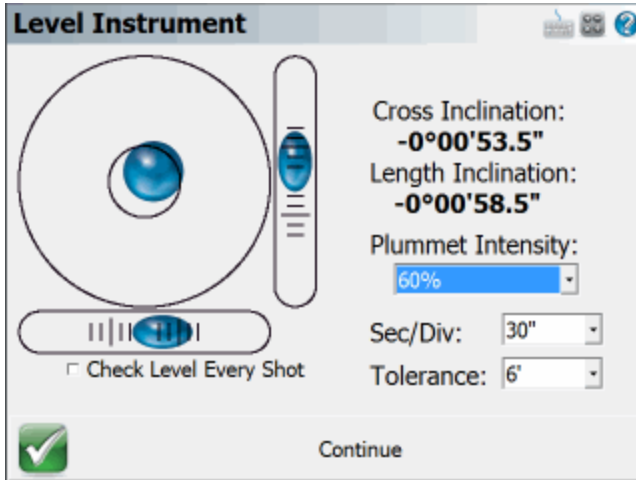 Level Instrument
Cross Inclination:
-0°00'53.5"
Length Inclination:
-0°00'58.5"
Plummet Intensity:
60%
Sec/Div: 30"
Check Level Every Shot
Tolerance: 6'
Continue